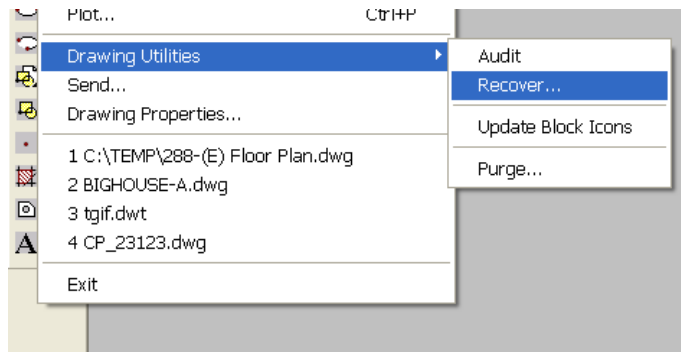 Plot... Ctrl+P
Drawing Utilities
Send...
Drawing Properties...
1 C:\TEMP\288-(E) Floor Plan.dwg
2 BIGHOUSE-A.dwg
3 tgif.dwt
4 CP_23123.dwg
Exit
Audit
Recover...
Update Block Icons
Purge...
A